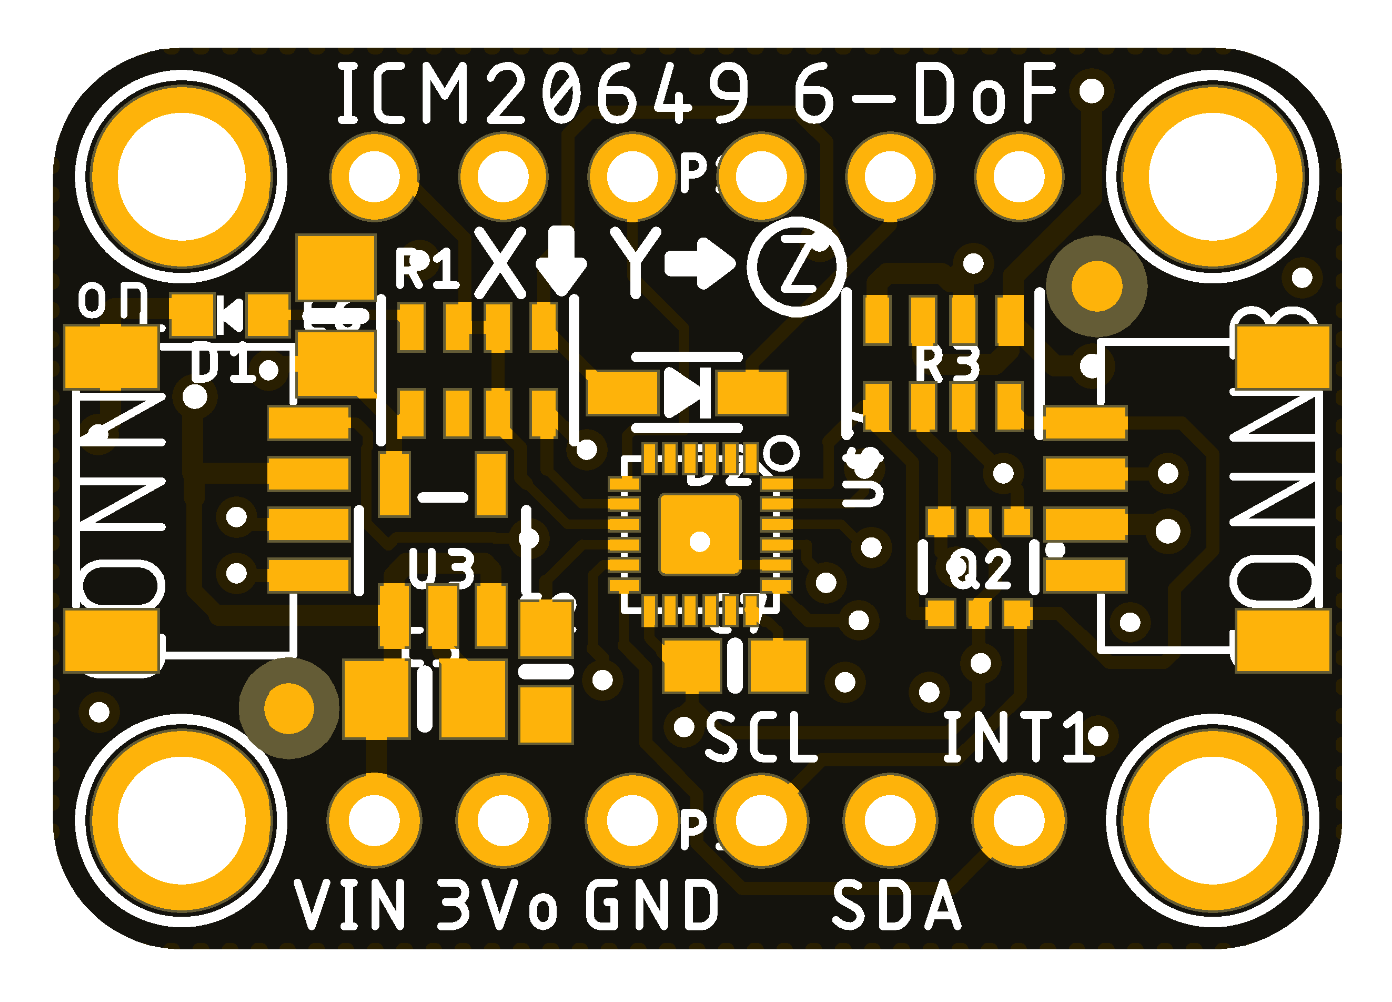 ICM20649 6-DoF
P
X Y Z
R1
on
D1
R3
U3
Q2
SCL INT1
P
VIN 3Vo GND SDA